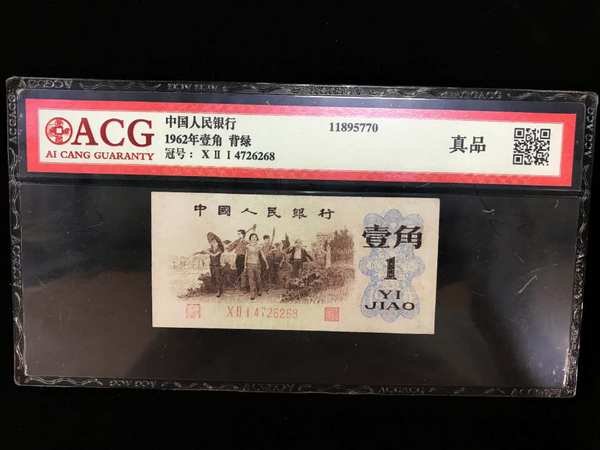 ACG
AI CANG GUARANTY
中国人民银行
1962年壹角 背绿
冠号: X II I 4726268
11895770
真品
中國人民銀行
壹角
1
YI
JIAO
X II I 4726268